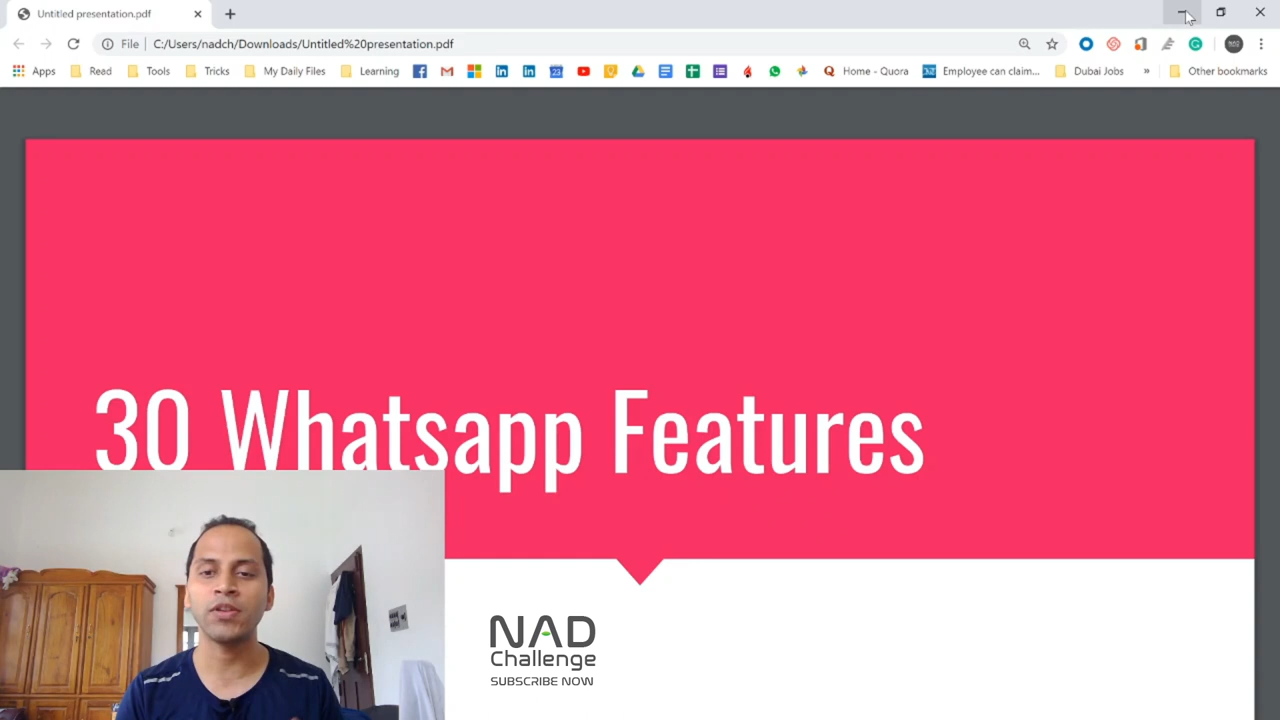 Untitled presentation.pdf
File
C:/Users/nadch/Downloads/Untitled%20presentation.pdf
Apps
Read
Tools
Tricks
My Daily Files
Learning
23
Q Home - Quora
Employee can claim...
Dubai Jobs
»
Other bookmarks
30 Whatsapp Features
NAD
Challenge
SUBSCRIBE NOW